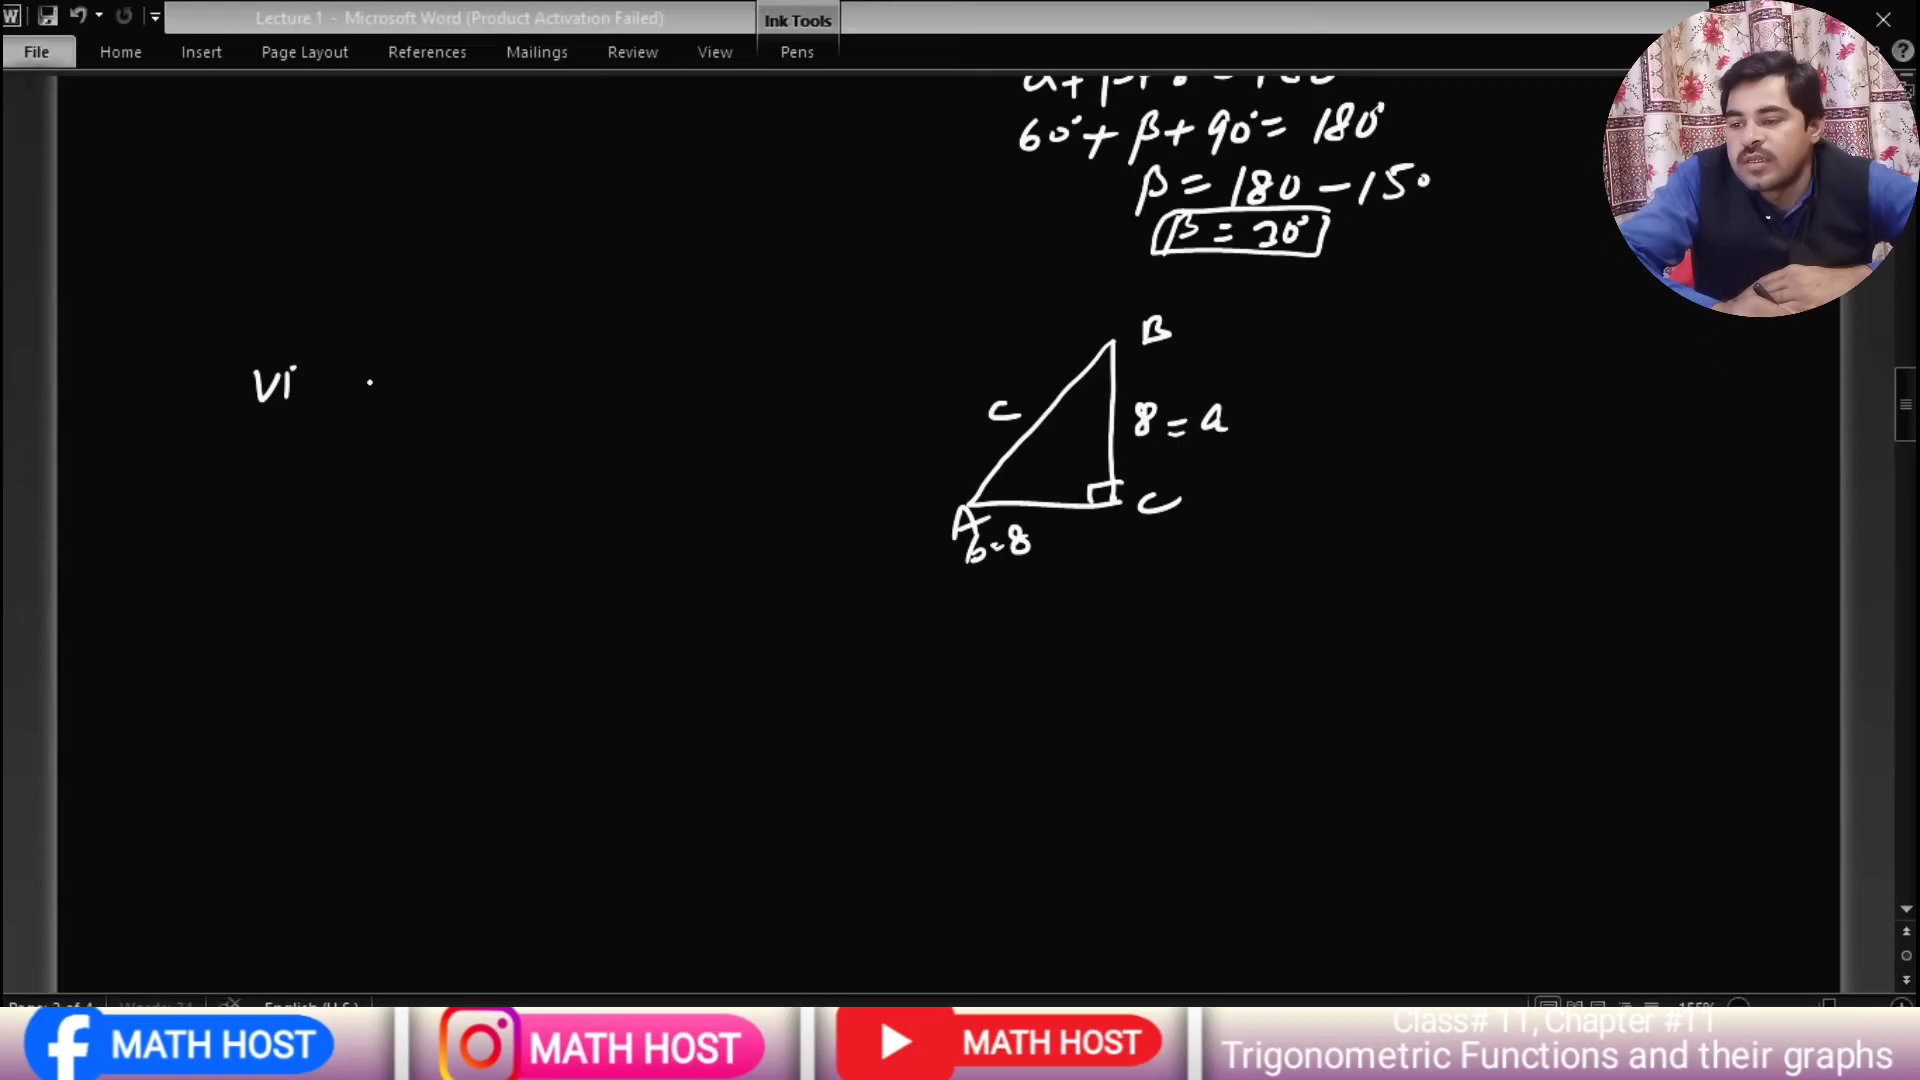 Lecture 1 - Microsoft Word (Product Activation Failed)
Ink Tools
File Home Insert Page Layout References Mailings Review View Pens
60° + β + 90° = 180°
β = 180 - 150
β = 30°
B
vi
c
8 = a
A
C
b = 8
English (U.S.)
155%
MATH HOST
MATH HOST
MATH HOST
Class# 11, Chapter #11
Trigonometric Functions and their graphs